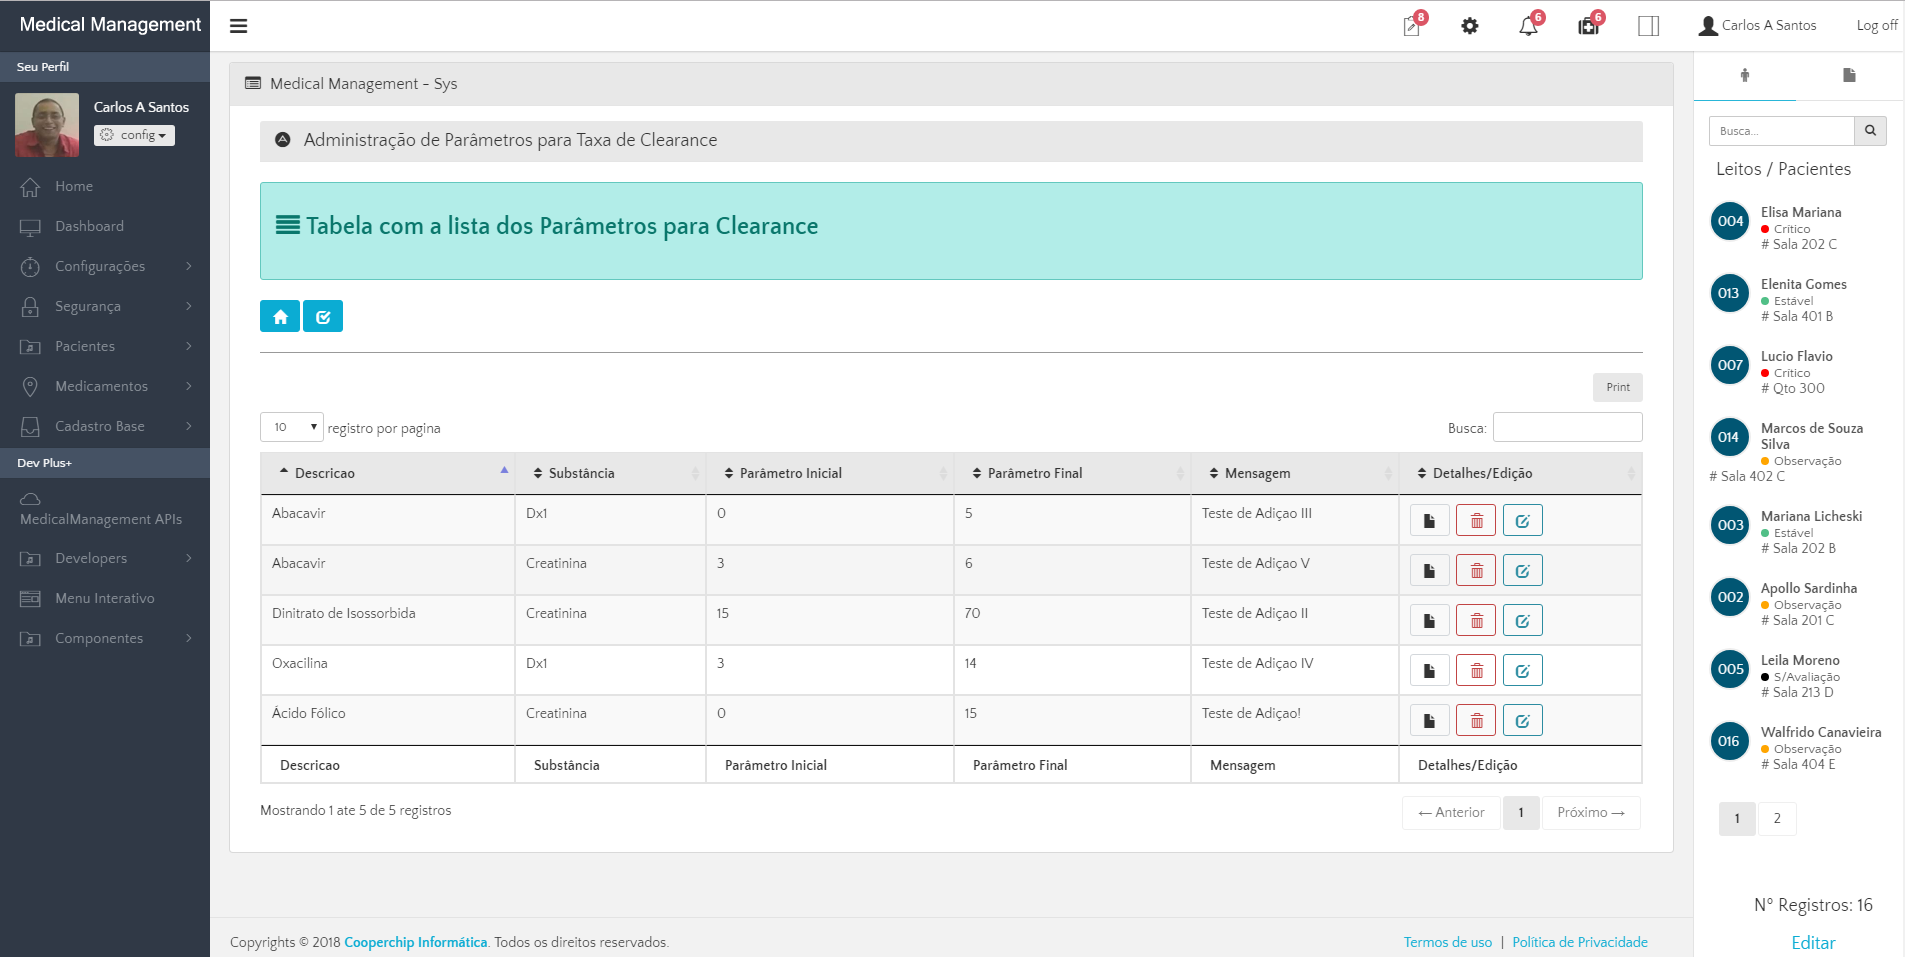 Medical Management
8
6
6
Carlos A Santos
Log off
Seu Perfil
Carlos A Santos
config
Home
Dashboard
Configurações
Segurança
Pacientes
Medicamentos
Cadastro Base
Dev Plus+
MedicalManagement APIs
Developers
Menu Interativo
Componentes
Medical Management - Sys
Administração de Parâmetros para Taxa de Clearance
Tabela com a lista dos Parâmetros para Clearance
Print
10 registro por pagina
Busca:
Descricao Substância Parâmetro Inicial Parâmetro Final Mensagem Detalhes/Edição
Abacavir Dx1 0 5 Teste de Adiçao III
Abacavir Creatinina 3 6 Teste de Adiçao V
Dinitrato de Isossorbida Creatinina 15 70 Teste de Adiçao II
Oxacilina Dx1 3 14 Teste de Adiçao IV
Ácido Fólico Creatinina 0 15 Teste de Adiçao!
Descricao Substância Parâmetro Inicial Parâmetro Final Mensagem Detalhes/Edição
Mostrando 1 ate 5 de 5 registros
← Anterior 1 Próximo →
Copyrights © 2018 Cooperchip Informática. Todos os direitos reservados.
Termos de uso | Política de Privacidade
Busca...
Leitos / Pacientes
004 Elisa Mariana
Crítico
# Sala 202 C
013 Elenita Gomes
Estável
# Sala 401 B
007 Lucio Flavio
Crítico
# Qto 300
014 Marcos de Souza
Silva
Observação
# Sala 402 C
003 Mariana Licheski
Estável
# Sala 202 B
002 Apollo Sardinha
Observação
# Sala 201 C
005 Leila Moreno
S/Avaliação
# Sala 213 D
016 Walfrido Canavieira
Observação
# Sala 404 E
1 2
Nº Registros: 16
Editar